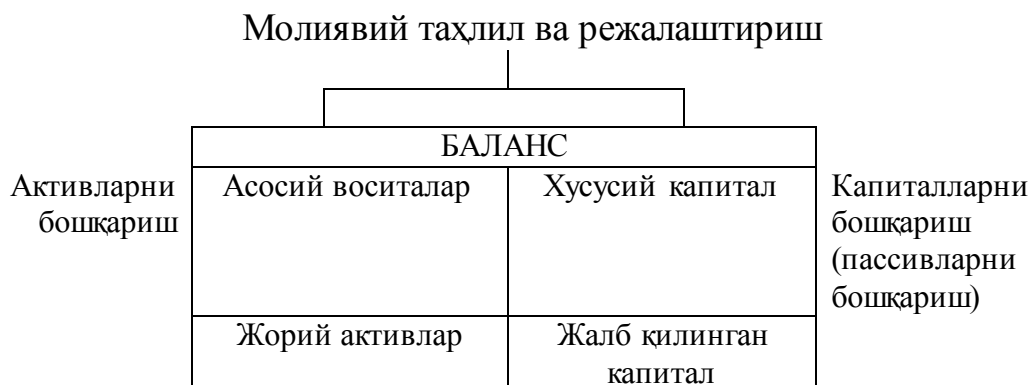 Молиявий таҳлил ва режалаштириш
БАЛАНС
Активларни
бошқариш
Асосий воситалар
Хусусий капитал
Капиталларни
бошқариш
(пассивларни
бошқариш)
Жорий активлар
Жалб қилинган
капитал